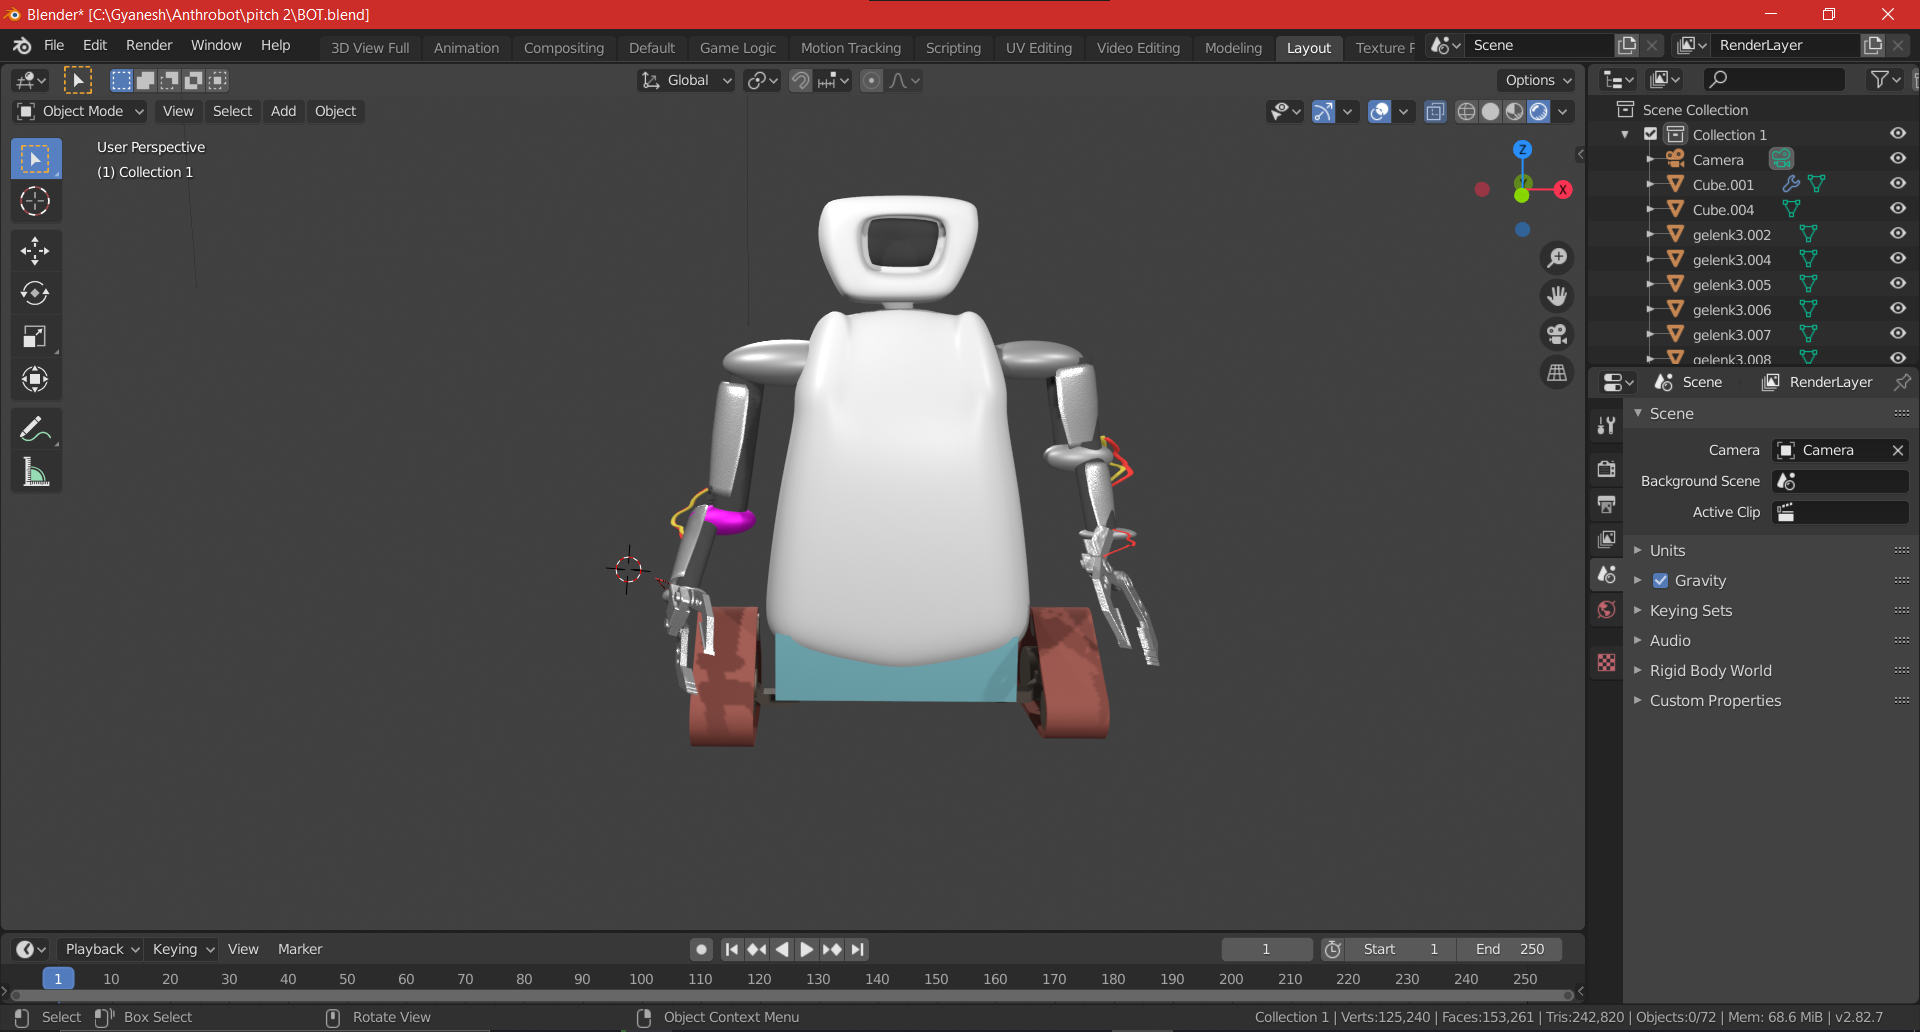 Blender* [C:\Gyanesh\Anthrobot\pitch 2\BOT.blend]
File Edit Render Window Help 3D View Full Animation Compositing Default Game Logic Motion Tracking Scripting UV Editing Video Editing Modeling Layout Texture P Scene RenderLayer
Global Options
Object Mode View Select Add Object
User Perspective
(1) Collection 1
Z
Y
X
Scene Collection
Collection 1
Camera
Cube.001
Cube.004
gelenk3.002
gelenk3.004
gelenk3.005
gelenk3.006
gelenk3.007
gelenk3.008
Scene RenderLayer
Scene
Camera Camera
Background Scene
Active Clip
Units
Gravity
Keying Sets
Audio
Rigid Body World
Custom Properties
Playback Keying View Marker 1 Start 1 End 250
1 10 20 30 40 50 60 70 80 90 100 110 120 130 140 150 160 170 180 190 200 210 220 230 240 250
Select Box Select Rotate View Object Context Menu Collection 1 | Verts:125,240 | Faces:153,261 | Tris:242,820 | Objects:0/72 | Mem: 68.6 MiB | v2.82.7